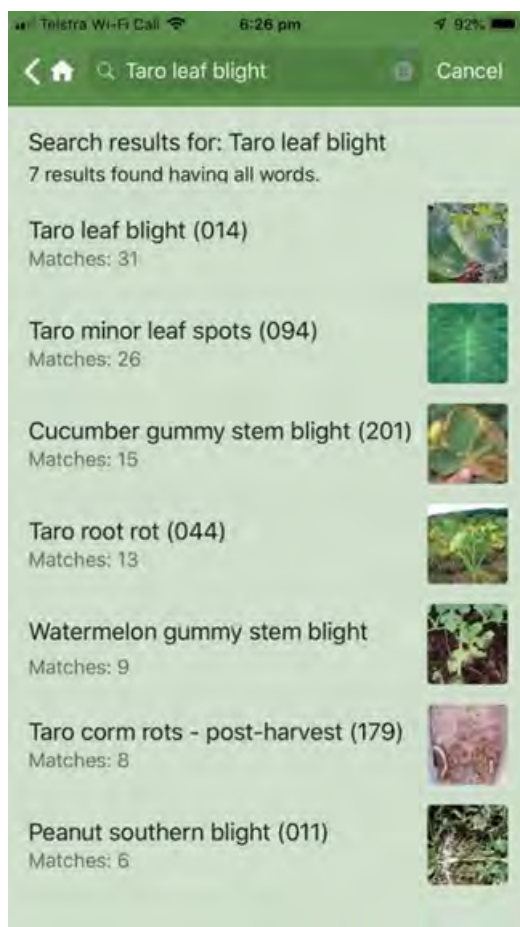 Telstra Wi-Fi Call 6:26 pm 92%
Taro leaf blight Cancel
Search results for: Taro leaf blight
7 results found having all words.
Taro leaf blight (014)
Matches: 31
Taro minor leaf spots (094)
Matches: 26
Cucumber gummy stem blight (201)
Matches: 15
Taro root rot (044)
Matches: 13
Watermelon gummy stem blight
Matches: 9
Taro corm rots - post-harvest (179)
Matches: 8
Peanut southern blight (011)
Matches: 6